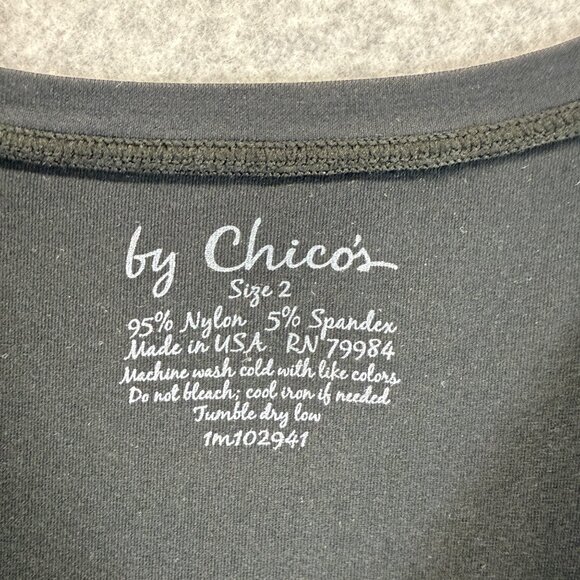 by Chico's
Size 2
95% Nylon 5% Spandex
Made in USA RN 79984
Machine wash cold with like colors
Do not bleach; cool iron if needed
Tumble dry low
1m102941